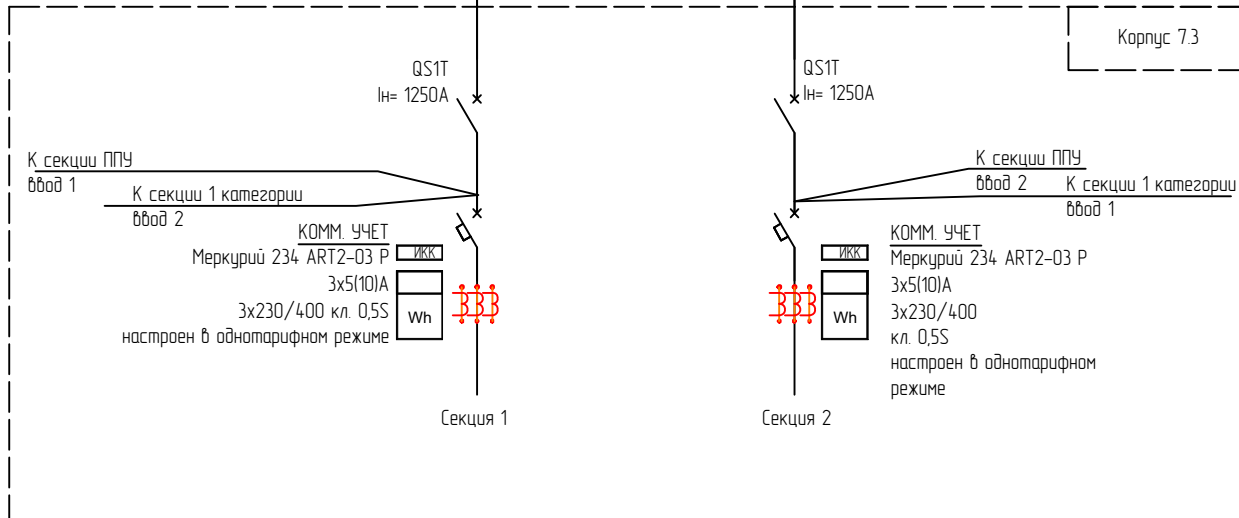 Корпус 7.3
QS1T
Iн= 1250А
QS1T
Iн= 1250А
К секции ППУ
ввод 1
К секции 1 категории
ввод 2
К секции ППУ
ввод 2
К секции 1 категории
ввод 1
КОММ. УЧЕТ
Меркурий 234 ART2-03 P
3х5(10)А
3х230/400 кл. 0,5S
настроен в однотарифном режиме
ИКК
Wh
ИКК
Wh
КОММ. УЧЕТ
Меркурий 234 ART2-03 P
3х5(10)А
3х230/400
кл. 0,5S
настроен в однотарифном
режиме
Секция 1
Секция 2